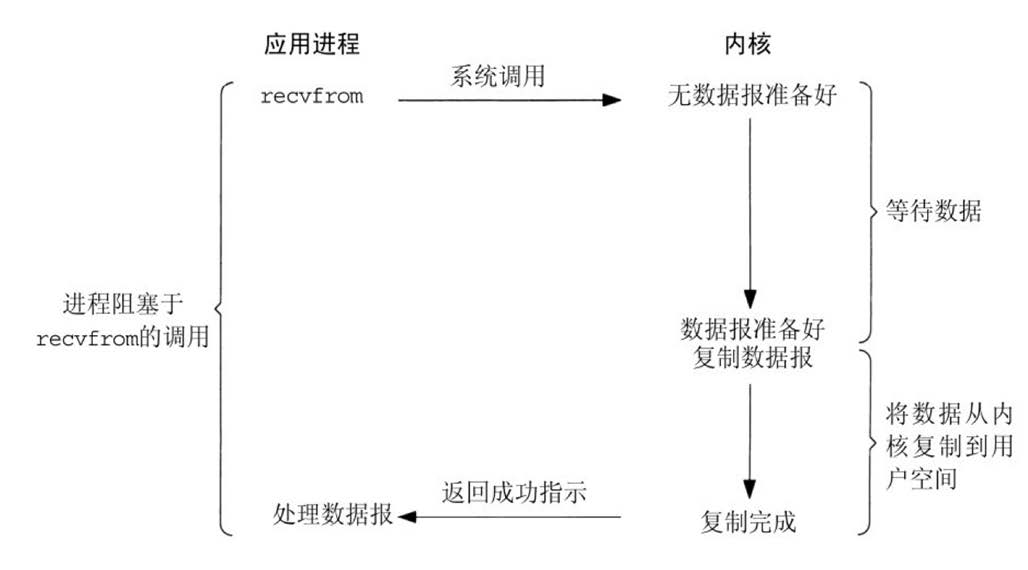 应用进程
内核
系统调用
recvfrom
无数据报准备好
等待数据
进程阻塞于
recvfrom的调用
数据报准备好
复制数据报
将数据从内
核复制到用
户空间
返回成功指示
处理数据报
复制完成